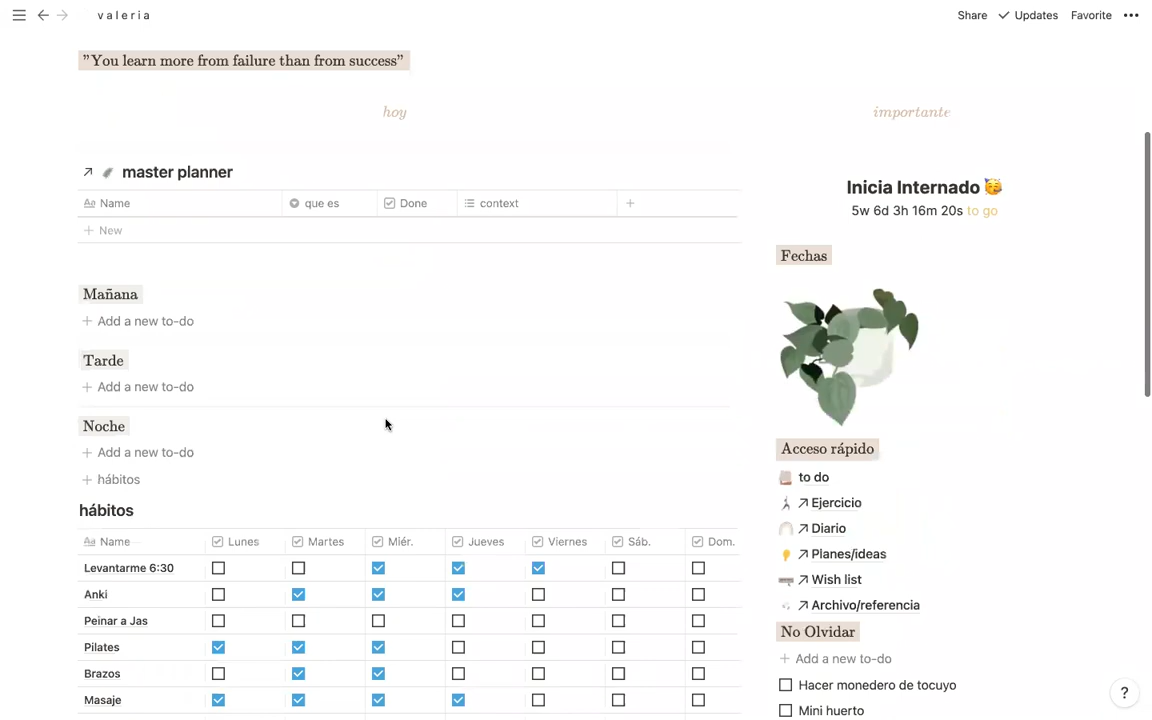 valeria
Share Updates Favorite
"You learn more from failure than from success"
hoy
importante
master planner
Aa Name que es Done context
New
Inicia Internado
5w 6d 3h 16m 20s to go
Fechas
Mañana
Add a new to-do
Tarde
Add a new to-do
Noche
Add a new to-do
hábitos
hábitos
Aa Name Lunes Martes Miér. Jueves Viernes Sáb. Dom.
Levantarme 6:30
Anki
Peinar a Jas
Pilates
Brazos
Masaje
Acceso rápido
to do
Ejercicio
Diario
Planes/ideas
Wish list
Archivo/referencia
No Olvidar
Add a new to-do
Hacer monedero de tocuyo
Mini huerto
?